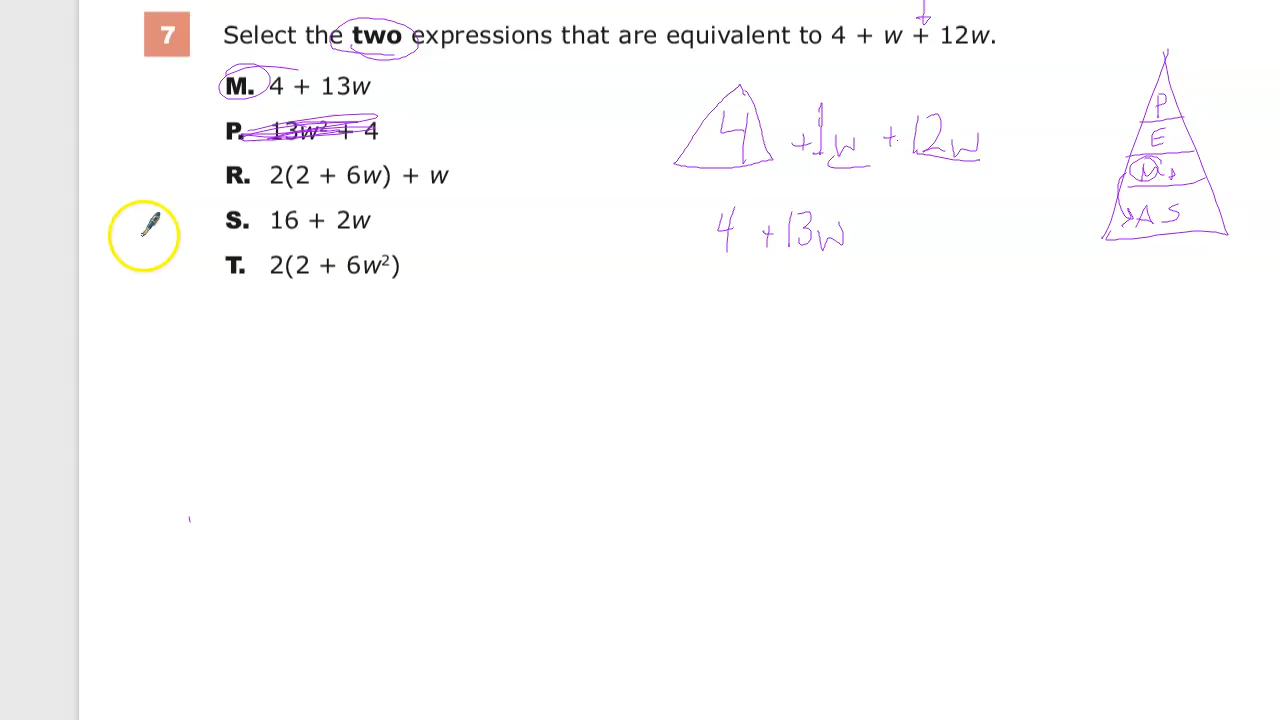 7 Select the two expressions that are equivalent to 4 + w + 12w.
M. 4 + 13w
P. 13w² + 4
R. 2(2 + 6w) + w
S. 16 + 2w
T. 2(2 + 6w²)
4 + 1w + 12w
4 + 13w
P
E
M
A S